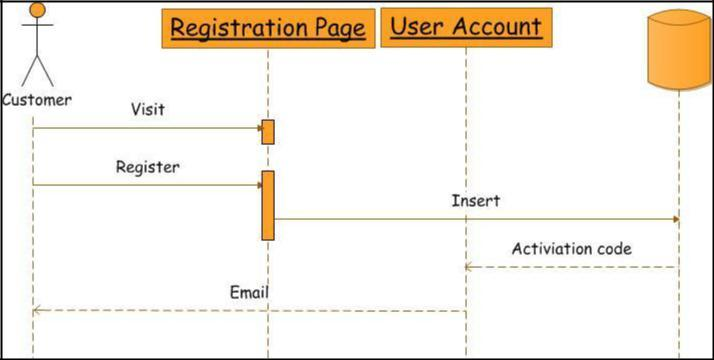 Registration Page
User Account
Customer
Visit
Register
Insert
Activiation code
Email